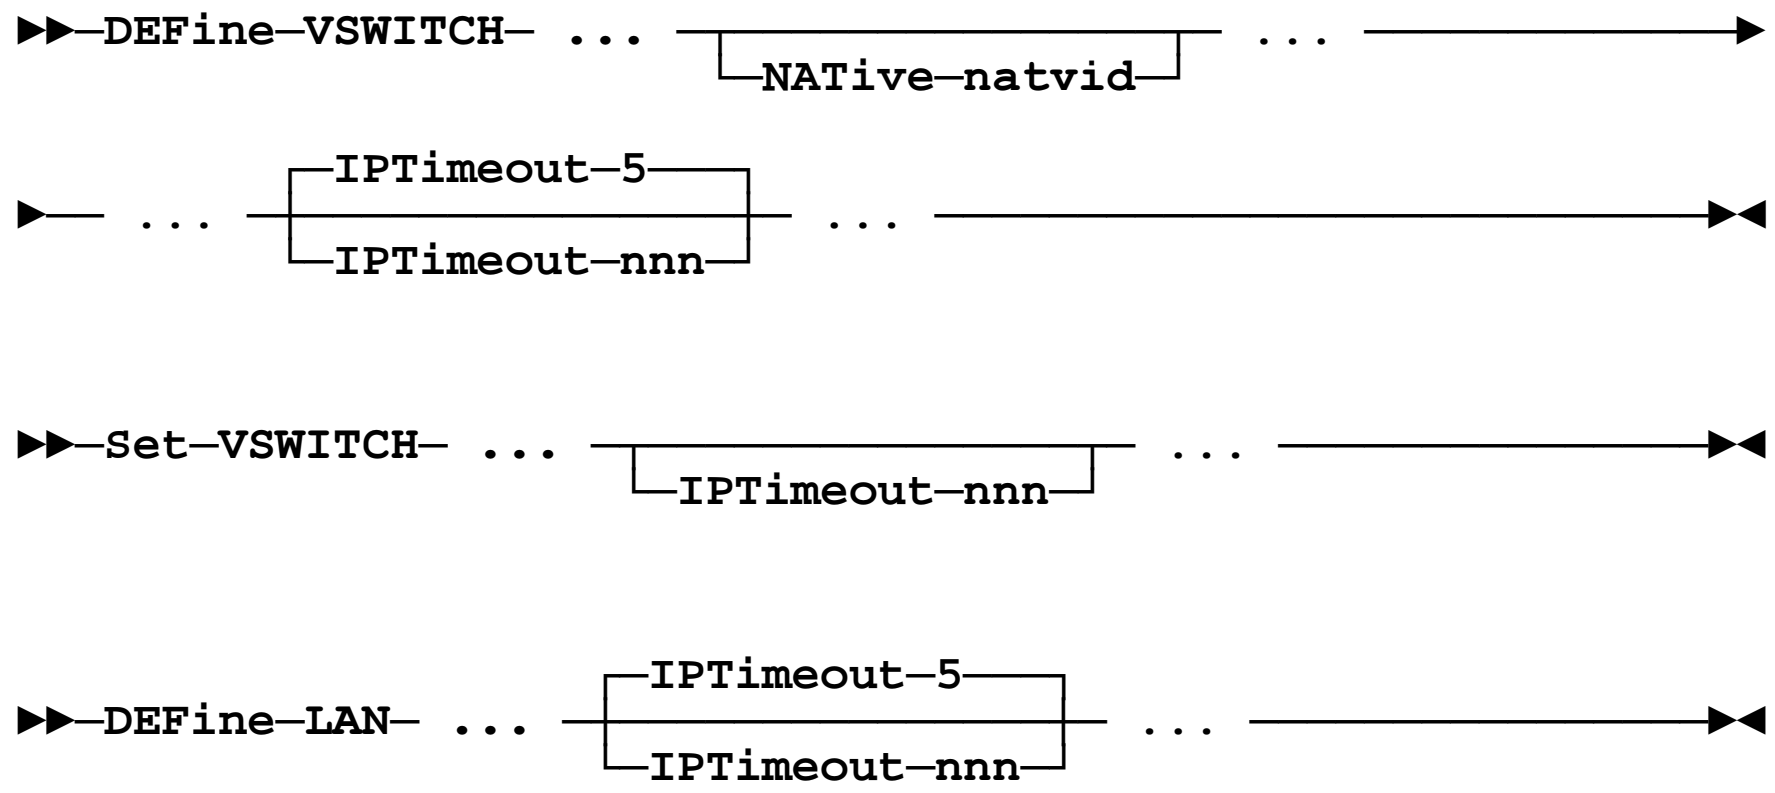 DEFine VSWITCH ... ...
NATive natvid
IPTimeout 5
... ...
IPTimeout nnn
Set VSWITCH ... ...
IPTimeout nnn
IPTimeout 5
DEFine LAN ... ...
IPTimeout nnn